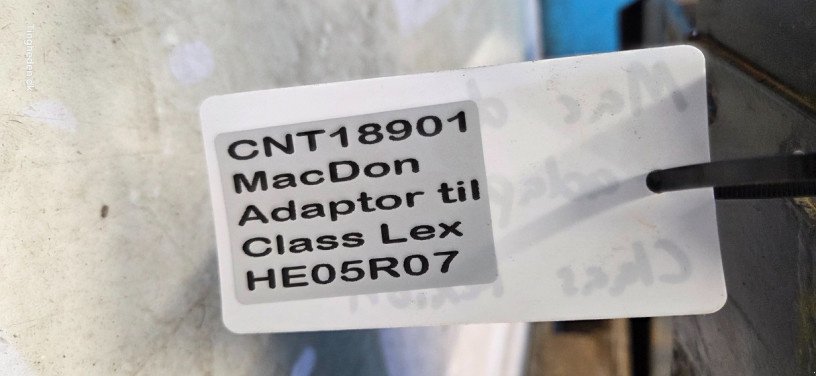 CNT18901
MacDon
Adaptor til
Class Lex
HE05R07